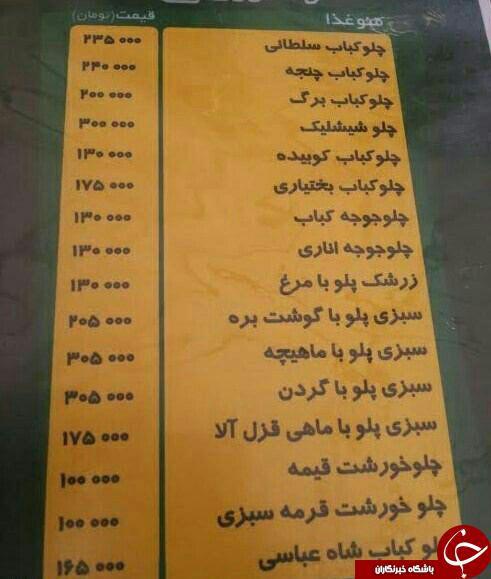 منو غذا قیمت(تومان)
چلوکباب سلطانی ۲۳۵ ۰۰۰
چلوکباب چنجه ۲۴۰ ۰۰۰
چلوکباب برگ ۲۰۰ ۰۰۰
چلو شیشلیک ۳۰۰ ۰۰۰
چلوکباب کوبیده ۱۳۰ ۰۰۰
چلوکباب بختیاری ۱۷۵ ۰۰۰
چلوجوجه کباب ۱۳۰ ۰۰۰
چلوجوجه اناری ۱۳۰ ۰۰۰
زرشک پلو با مرغ ۱۳۰ ۰۰۰
سبزی پلو با گوشت بره ۲۰۵ ۰۰۰
سبزی پلو با ماهیچه ۳۰۵ ۰۰۰
سبزی پلو با گردن ۳۰۵ ۰۰۰
سبزی پلو با ماهی قزل آلا ۱۷۵ ۰۰۰
چلوخورشت قیمه ۱۰۰ ۰۰۰
چلو خورشت قرمه سبزی ۱۰۰ ۰۰۰
لو کباب شاه عباسی ۱۶۵ ۰۰۰
باشگاه خبرنگاران